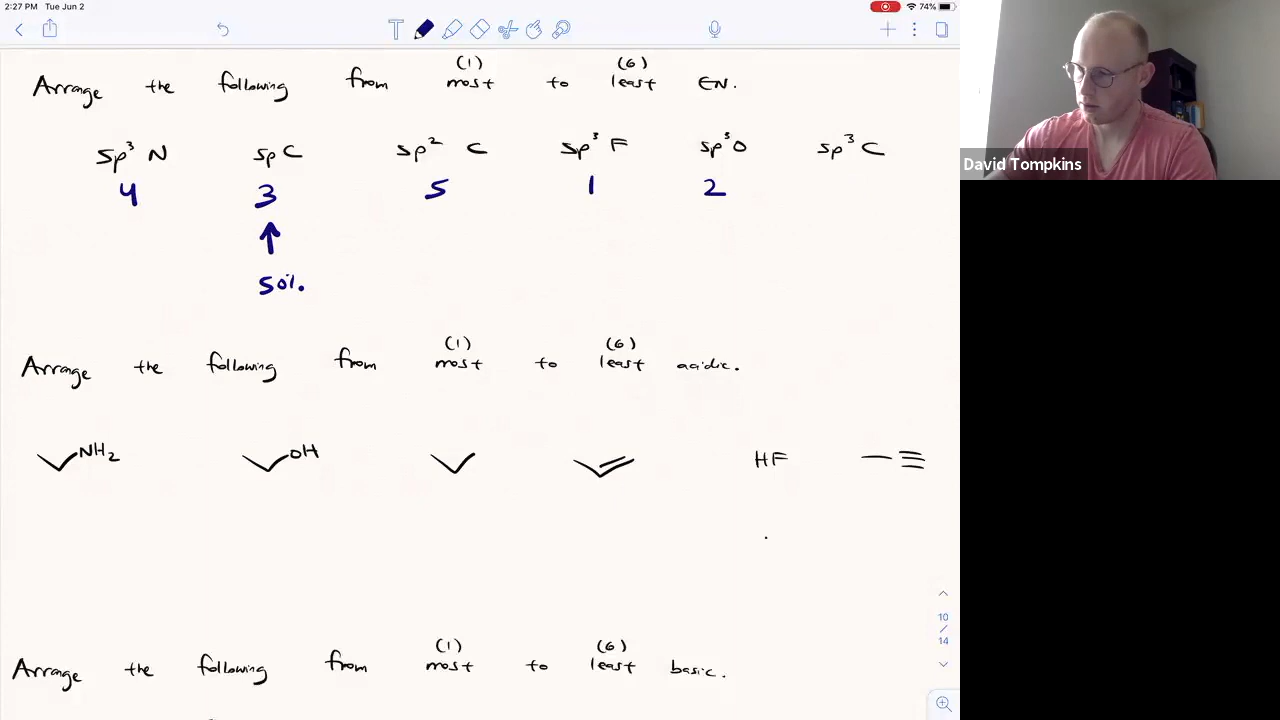 2:27 PM Tue Jun 2
74%
T
(1) (6)
Arrange the following from most to least EN.
sp³ N sp C sp² C sp³ F sp³ O sp³ C
4 3 5 1 2
50%
David Tompkins
(1) (6)
Arrange the following from most to least acidic.
NH₂ OH HF
10
/
14
(1) (6)
Arrange the following from most to least basic.